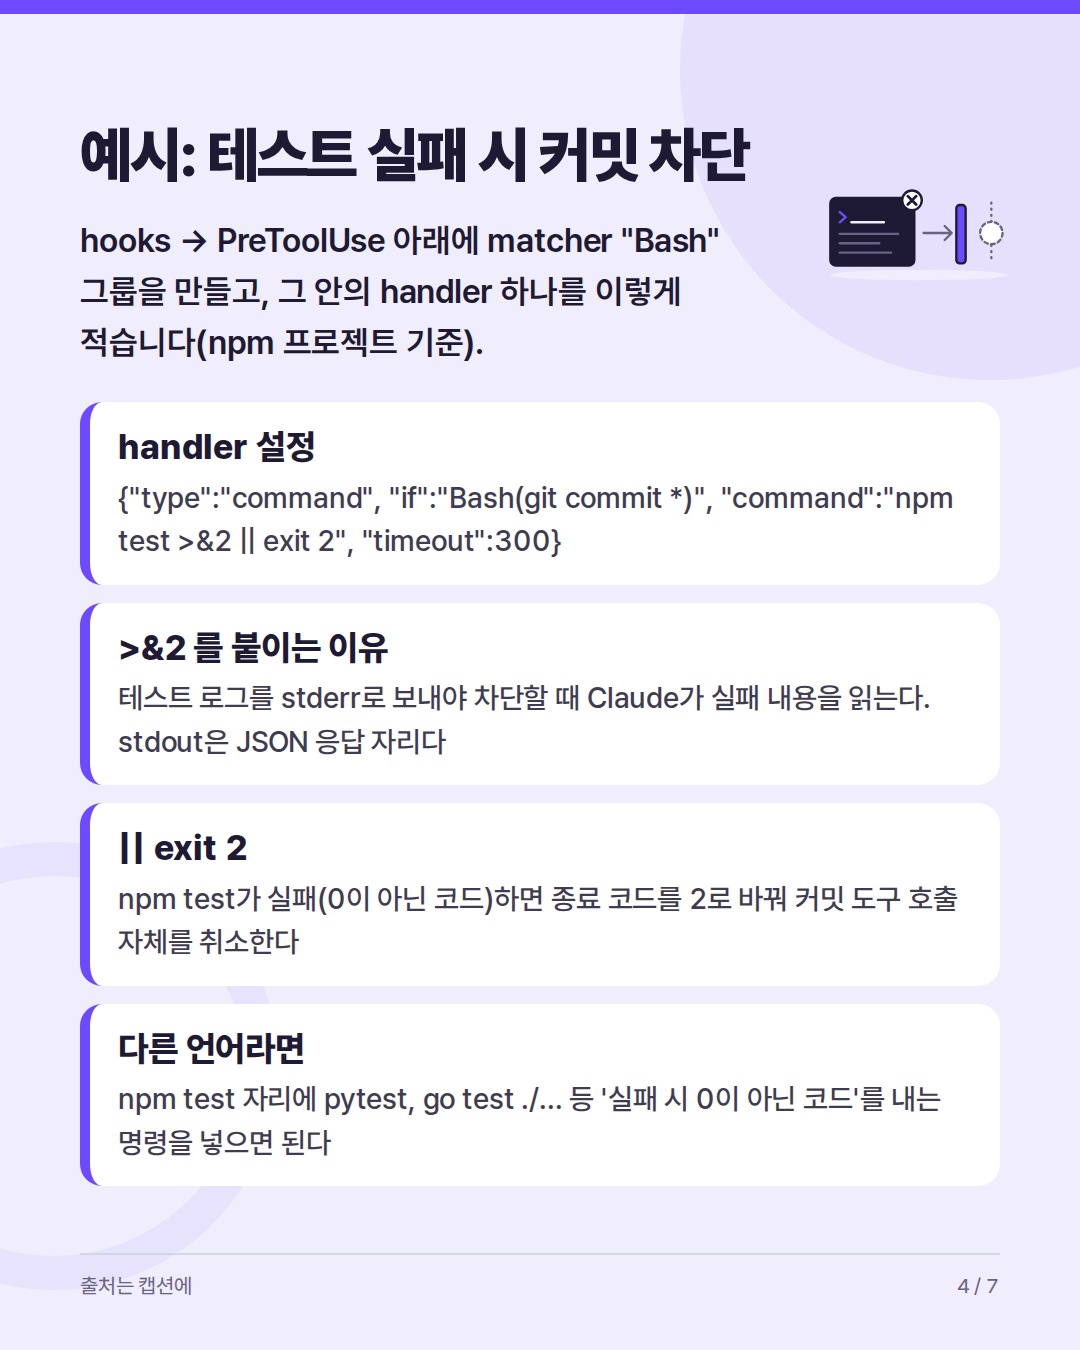 예시: 테스트 실패 시 커밋 차단
hooks → PreToolUse 아래에 matcher "Bash"
그룹을 만들고, 그 안의 handler 하나를 이렇게
적습니다(npm 프로젝트 기준).
handler 설정
{"type":"command", "if":"Bash(git commit *)", "command":"npm
test >&2 || exit 2", "timeout":300}
>&2 를 붙이는 이유
테스트 로그를 stderr로 보내야 차단할 때 Claude가 실패 내용을 읽는다.
stdout은 JSON 응답 자리다
|| exit 2
npm test가 실패(0이 아닌 코드)하면 종료 코드를 2로 바꿔 커밋 도구 호출
자체를 취소한다
다른 언어라면
npm test 자리에 pytest, go test ./... 등 '실패 시 0이 아닌 코드'를 내는
명령을 넣으면 된다
출처는 캡션에
4 / 7